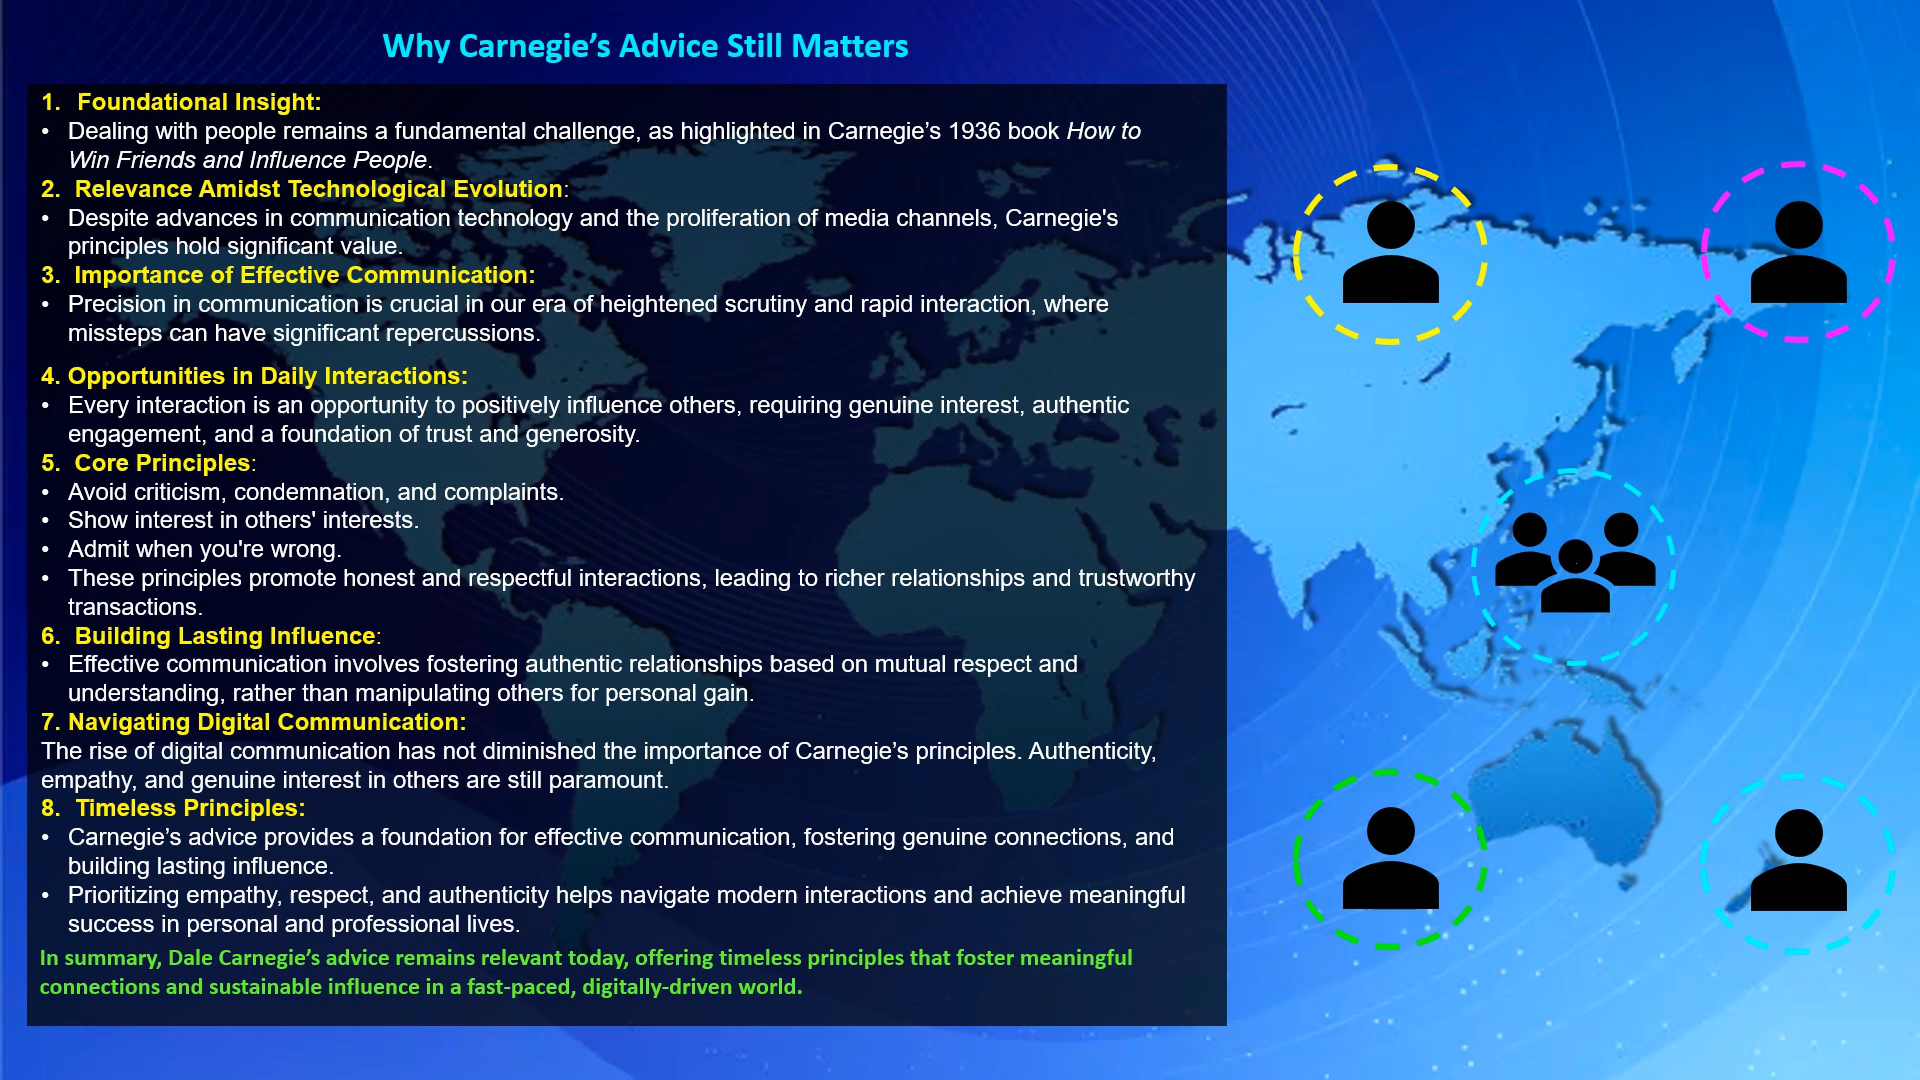 Why Carnegie’s Advice Still Matters
1. Foundational Insight:
• Dealing with people remains a fundamental challenge, as highlighted in Carnegie’s 1936 book How to
Win Friends and Influence People.
2. Relevance Amidst Technological Evolution:
• Despite advances in communication technology and the proliferation of media channels, Carnegie's
principles hold significant value.
3. Importance of Effective Communication:
• Precision in communication is crucial in our era of heightened scrutiny and rapid interaction, where
missteps can have significant repercussions.
4. Opportunities in Daily Interactions:
• Every interaction is an opportunity to positively influence others, requiring genuine interest, authentic
engagement, and a foundation of trust and generosity.
5. Core Principles:
• Avoid criticism, condemnation, and complaints.
• Show interest in others' interests.
• Admit when you're wrong.
• These principles promote honest and respectful interactions, leading to richer relationships and trustworthy
transactions.
6. Building Lasting Influence:
• Effective communication involves fostering authentic relationships based on mutual respect and
understanding, rather than manipulating others for personal gain.
7. Navigating Digital Communication:
The rise of digital communication has not diminished the importance of Carnegie’s principles. Authenticity,
empathy, and genuine interest in others are still paramount.
8. Timeless Principles:
• Carnegie’s advice provides a foundation for effective communication, fostering genuine connections, and
building lasting influence.
• Prioritizing empathy, respect, and authenticity helps navigate modern interactions and achieve meaningful
success in personal and professional lives.
In summary, Dale Carnegie’s advice remains relevant today, offering timeless principles that foster meaningful
connections and sustainable influence in a fast-paced, digitally-driven world.